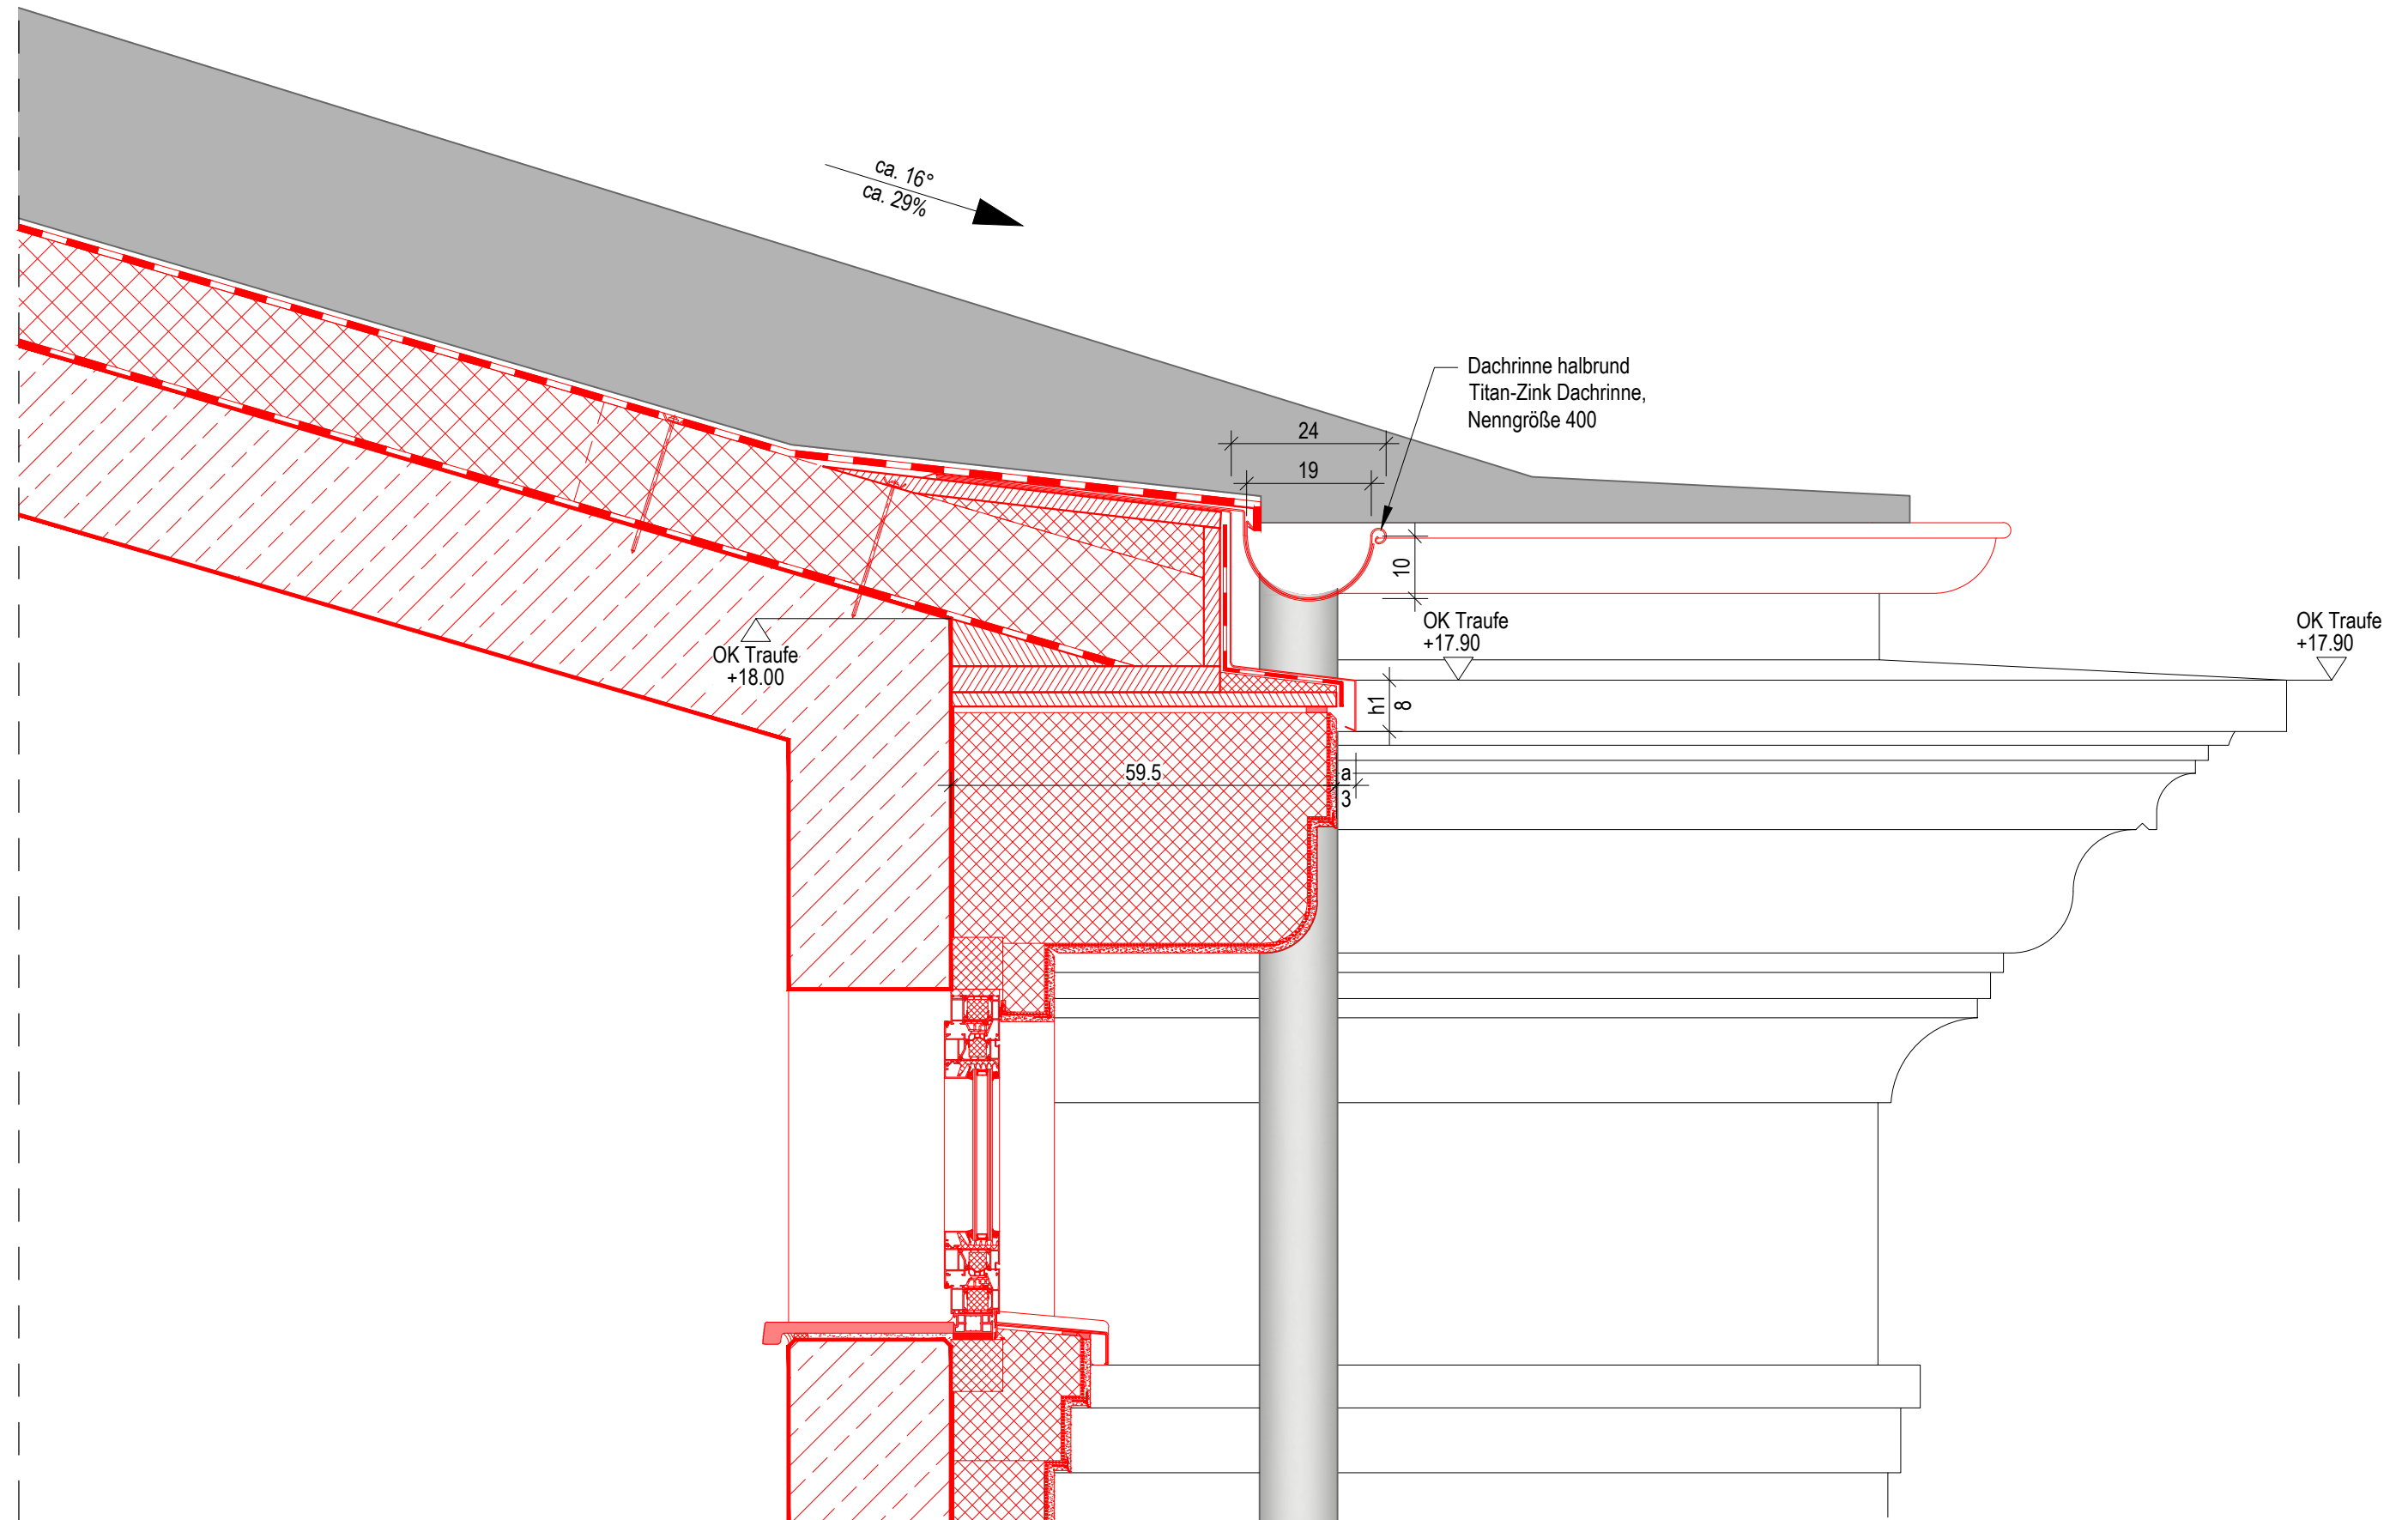 ca. 16°
ca. 29%
Dachrinne halbrund
Titan-Zink Dachrinne,
Nenngröße 400
24
19
10
OK Traufe
+17.90
OK Traufe
+17.90
OK Traufe
+18.00
h1
8
59.5
a
3